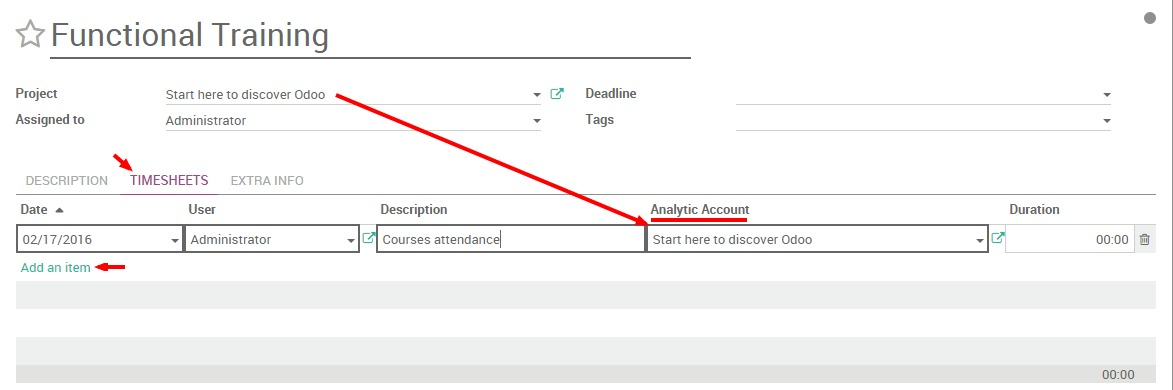 Functional Training
Project Start here to discover Odoo Deadline
Assigned to Administrator Tags
DESCRIPTION TIMESHEETS EXTRA INFO
Date User Description Analytic Account Duration
02/17/2016 Administrator Courses attendance Start here to discover Odoo 00:00
Add an item
00:00